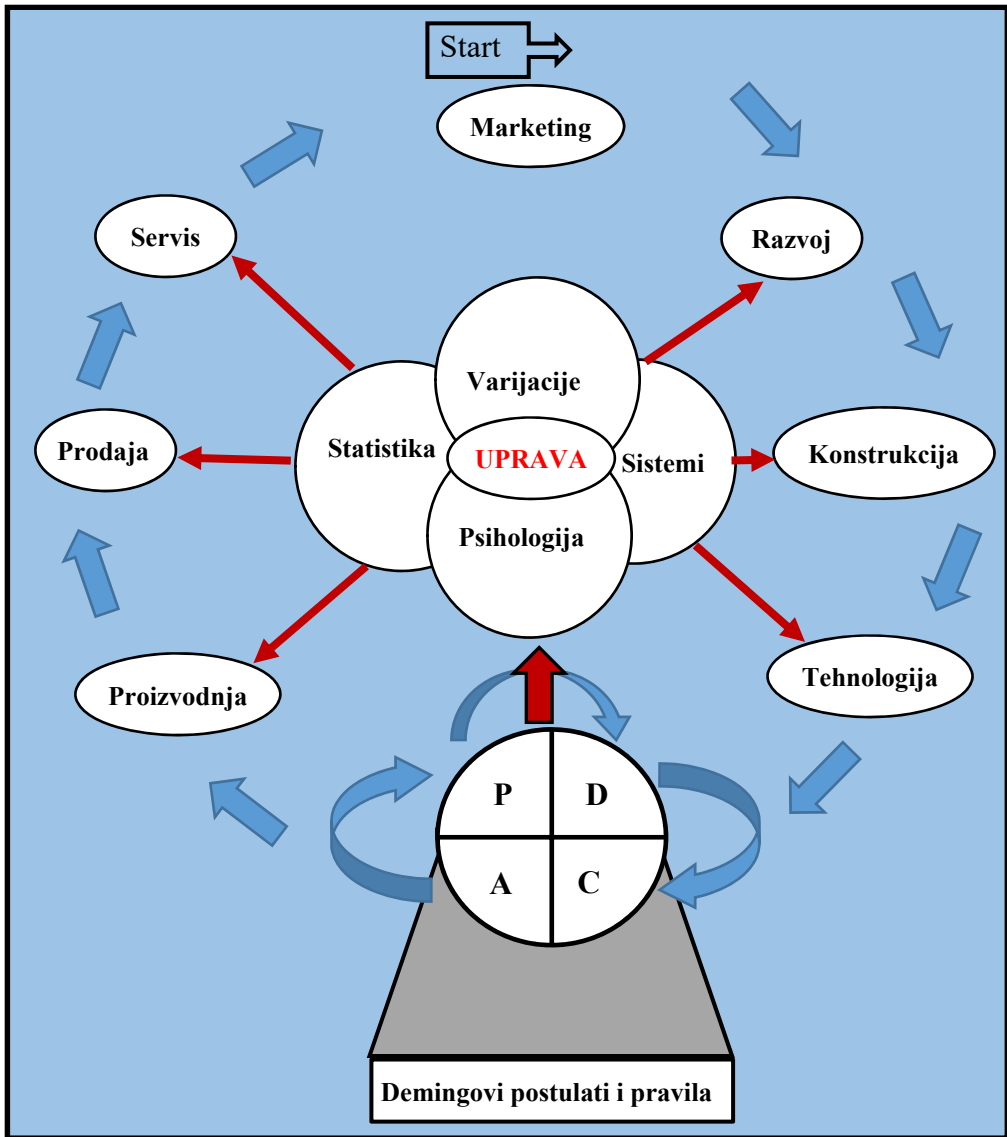 Start
Marketing
Servis
Razvoj
Varijacije
Prodaja
Statistika
UPRAVA
Sistemi
Konstrukcija
Psihologija
Proizvodnja
Tehnologija
P
D
A
C
Demingovi postulati i pravila